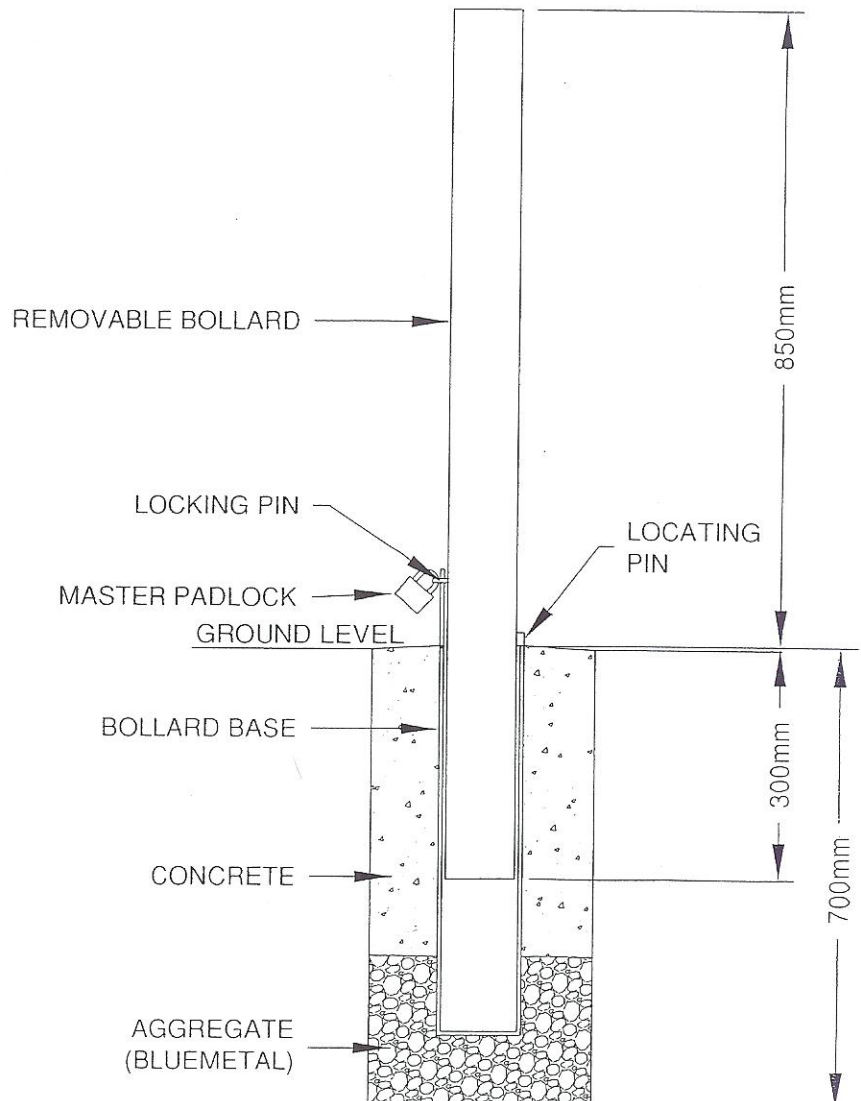 850mm
REMOVABLE BOLLARD
LOCKING PIN
LOCATING
PIN
MASTER PADLOCK
GROUND LEVEL
BOLLARD BASE
300mm
700mm
CONCRETE
AGGREGATE
(BLUEMETAL)